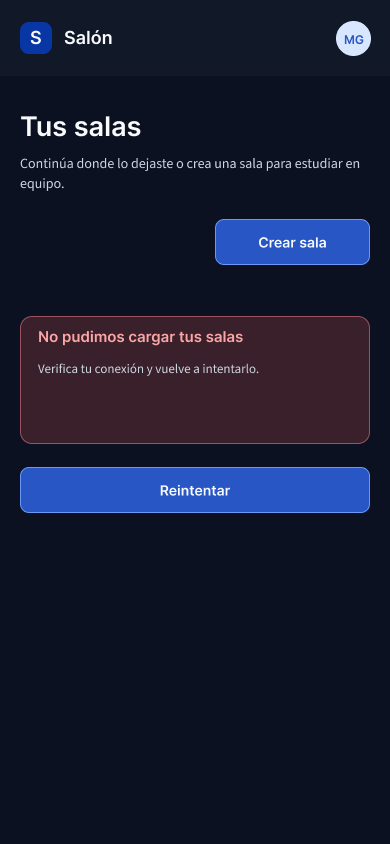 S Salón MG
Tus salas
Continúa donde lo dejaste o crea una sala para estudiar en
equipo.
Crear sala
No pudimos cargar tus salas
Verifica tu conexión y vuelve a intentarlo.
Reintentar